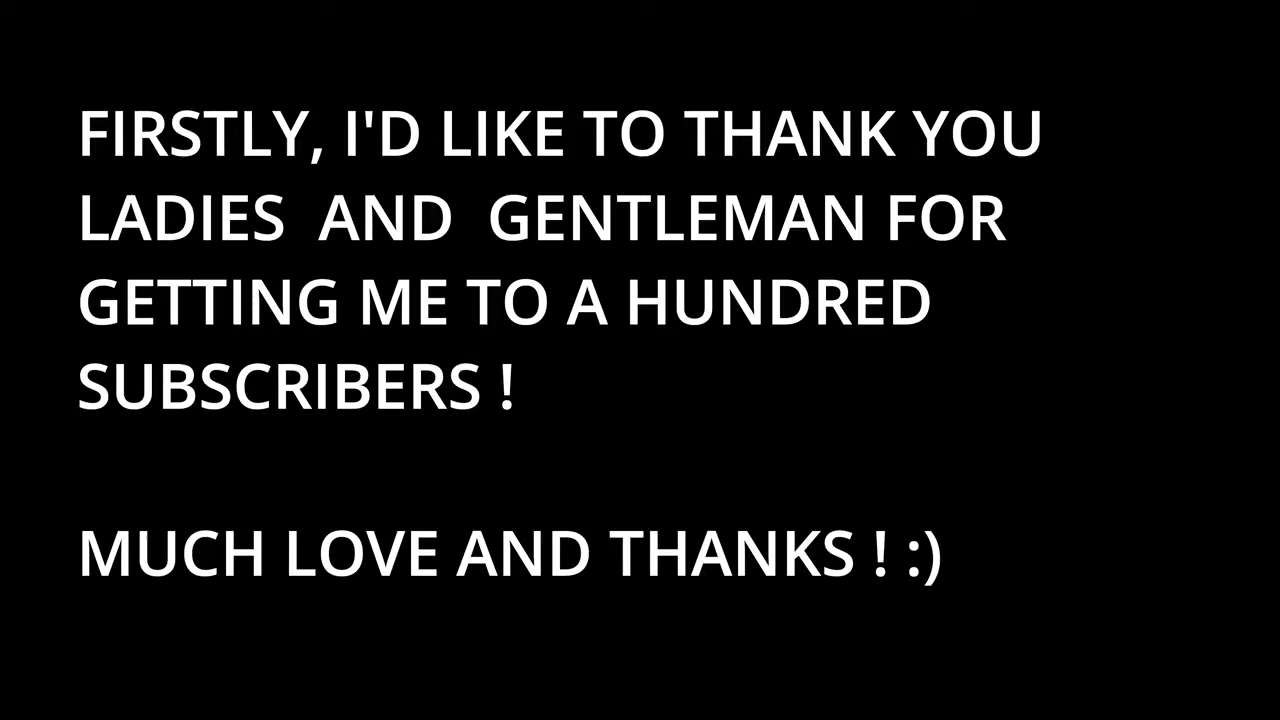 FIRSTLY, I'D LIKE TO THANK YOU
LADIES  AND  GENTLEMAN FOR
GETTING ME TO A HUNDRED
SUBSCRIBERS !
MUCH LOVE AND THANKS ! :)